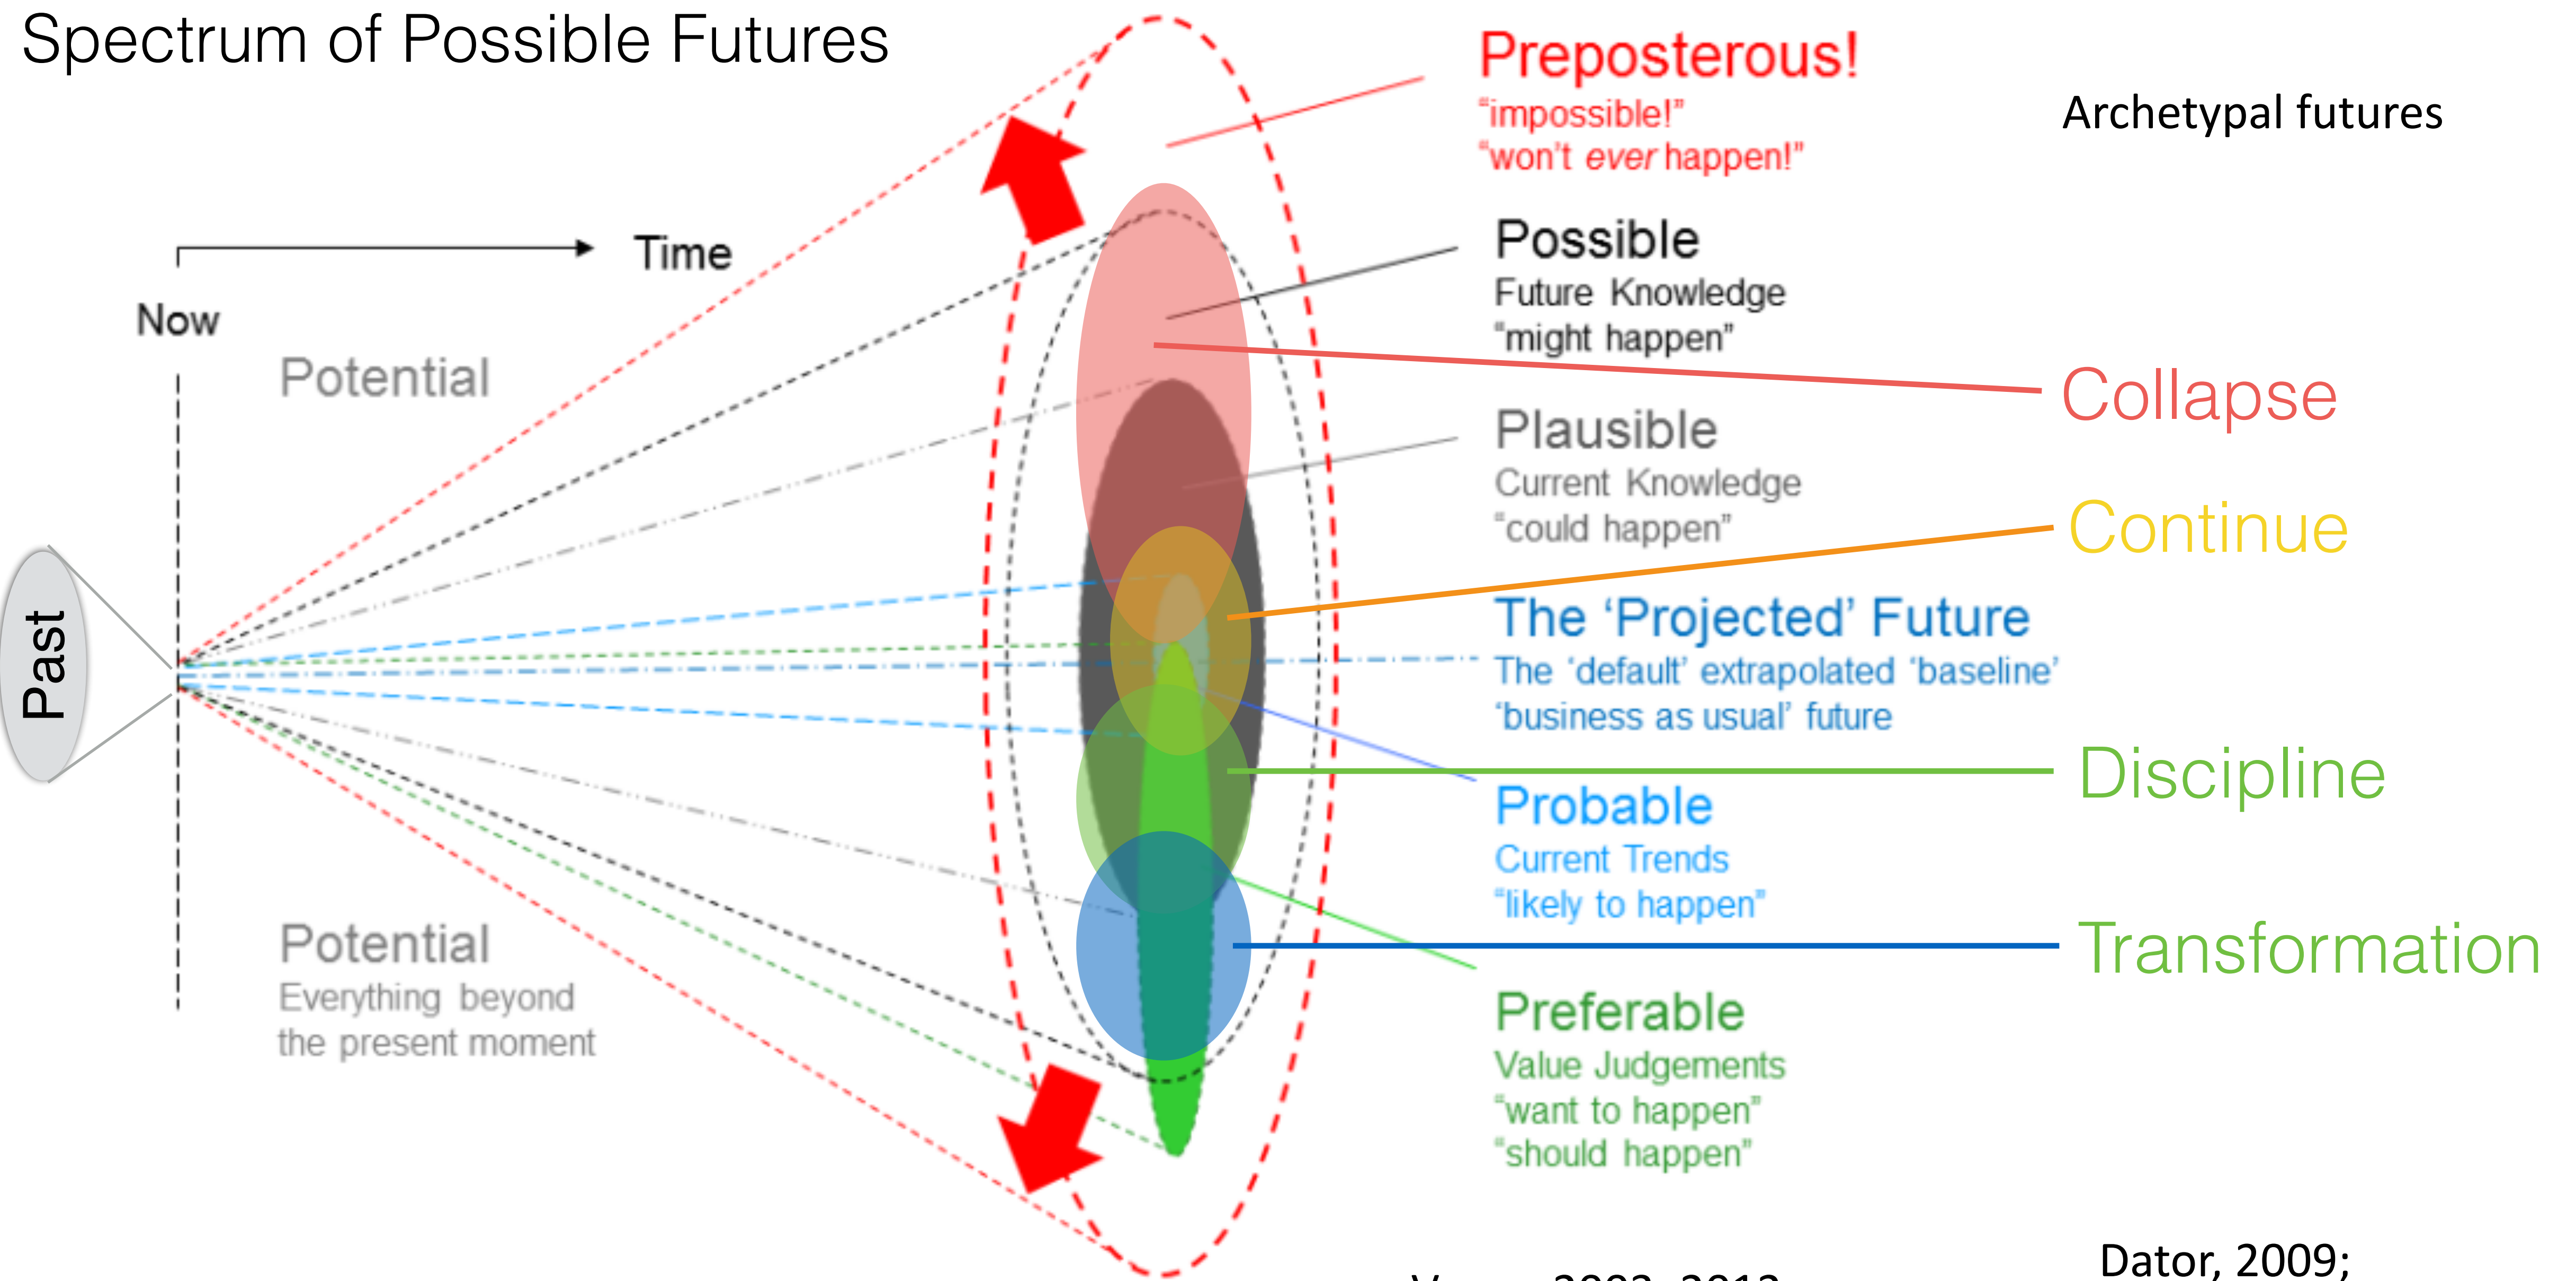 Spectrum of Possible Futures
Time
Now
Potential
Past
Potential
Everything beyond
the present moment
Preposterous!
“impossible!”
“won't ever happen!”
Possible
Future Knowledge
“might happen”
Plausible
Current Knowledge
“could happen”
The ‘Projected’ Future
The ‘default’ extrapolated ‘baseline’
‘business as usual’ future
Probable
Current Trends
“likely to happen”
Preferable
Value Judgements
“want to happen”
“should happen”
Archetypal futures
Collapse
Continue
Discipline
Transformation
Dator, 2009;